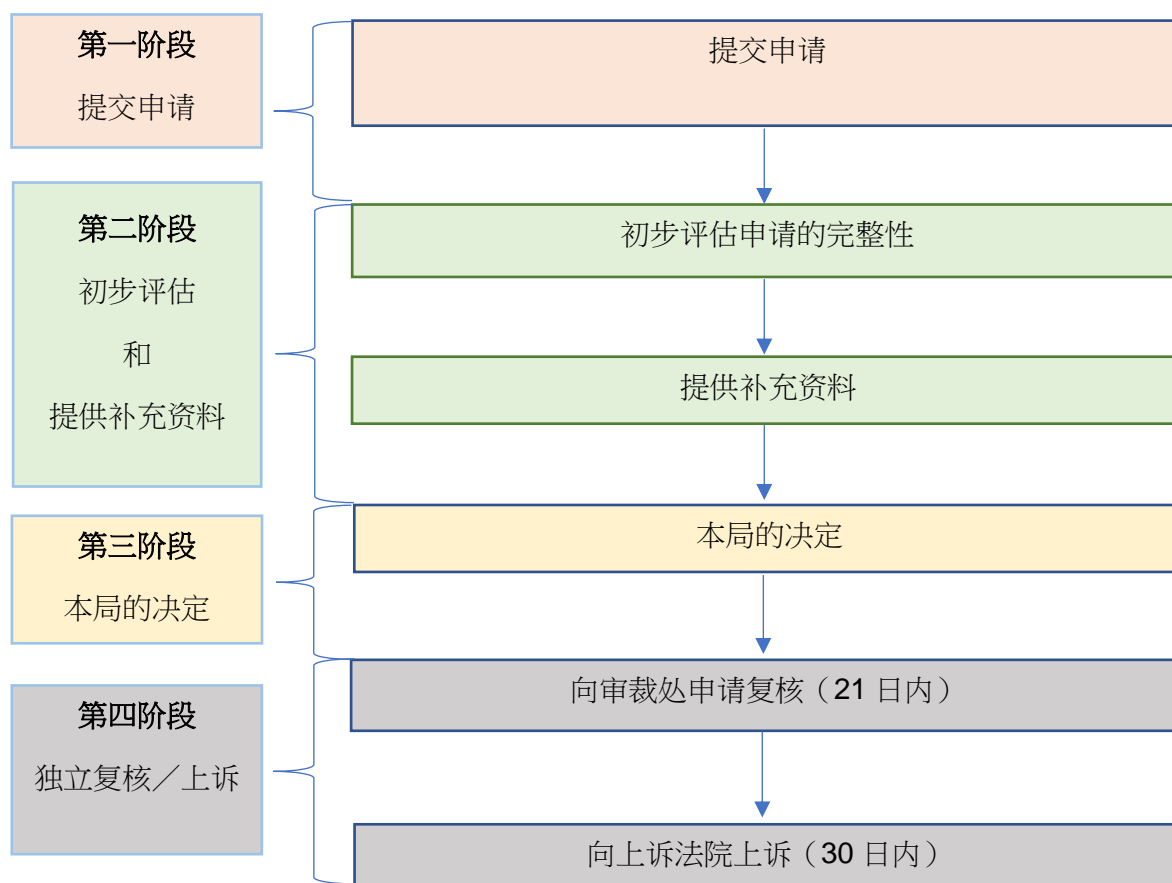 第一阶段
提交申请
提交申请
第二阶段
初步评估
和
提供补充资料
初步评估申请的完整性
提供补充资料
第三阶段
本局的决定
本局的决定
第四阶段
独立复核／上诉
向审裁处申请复核（21 日内）
向上诉法院上诉（30 日内）